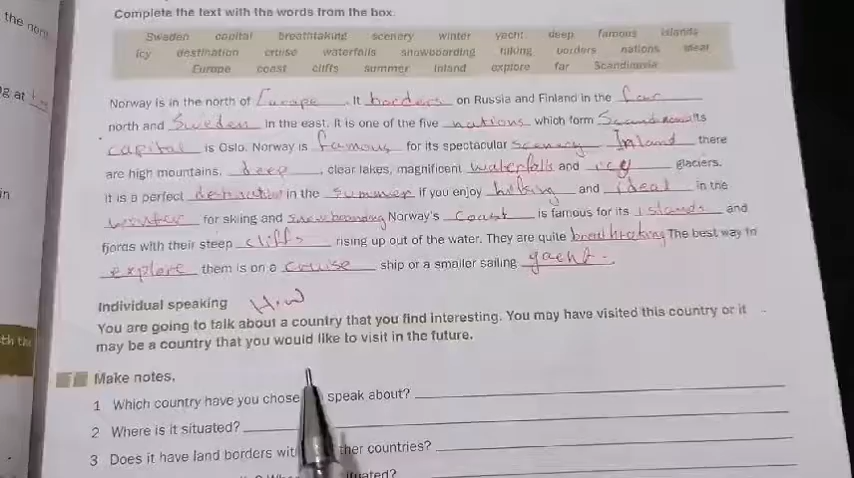 the nor
Complete the text with the words from the box.
Sweden capital breathtaking scenery winter yacht deep famous islands
icy destination cruise waterfalls snowboarding hiking borders nations ideal
Europe coast cliffs summer inland explore far Scandinavia
g at
Norway is in the north of Europe. It borders on Russia and Finland in the far
north and Sweden in the east. It is one of the five nations which form Its
capital is Oslo. Norway is famous for its spectacular scenery Inland there
are high mountains, deep, clear lakes, magnificent waterfalls and icy glaciers.
in
It is a perfect in the summer if you enjoy and ideal in the
winter for skiing and snowboarding Norway's coast is famous for its islands and
fjords with their steep cliffs rising up out of the water. They are quite The best way to
explore them is on a cruise ship or a smaller sailing yacht.
Individual speaking H.W
You are going to talk about a country that you find interesting. You may have visited this country or it
may be a country that you would like to visit in the future.
th the
Make notes.
1 Which country have you chose speak about?
2 Where is it situated?
3 Does it have land borders wit ther countries?
ituated?